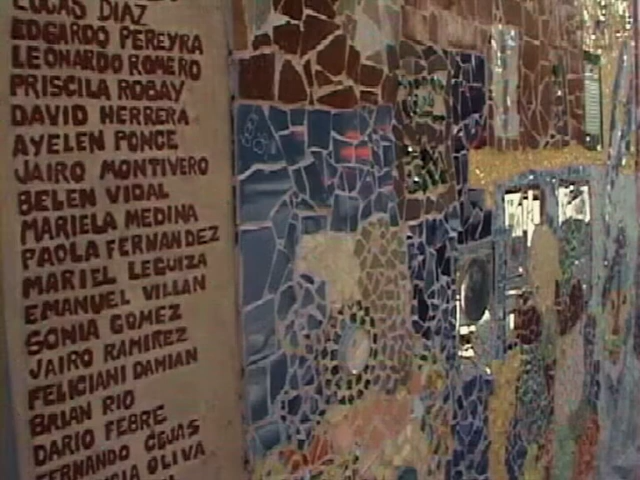 LUCAS DIAZ
EDGARDO PEREYRA
LEONARDO ROMERO
PRISCILA ROBAY
DAVID HERRERA
AYELEN PONCE
JAIRO MONTIVERO
BELEN VIDAL
MARIELA MEDINA
PAOLA FERNANDEZ
MARIEL LEGUIZA
EMANUEL VILLAN
SONIA GOMEZ
JAIRO RAMIREZ
FELICIANI DAMIAN
BRIAN RIO
DARIO FEBRE
FERNANDO CEJAS
OLIVA